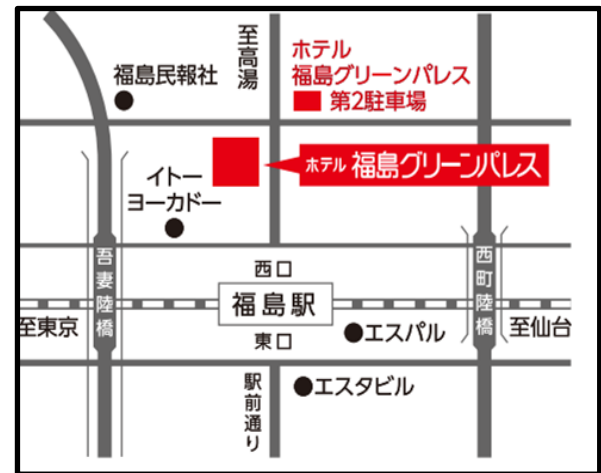 至高湯
ホテル
福島グリーンパレス
第2駐車場
福島民報社
ホテル 福島グリーンパレス
イトー
ヨーカドー
吾妻陸橋
西口
福島駅
東口
西町陸橋
至東京
エスパル
至仙台
駅前通り
エスタビル